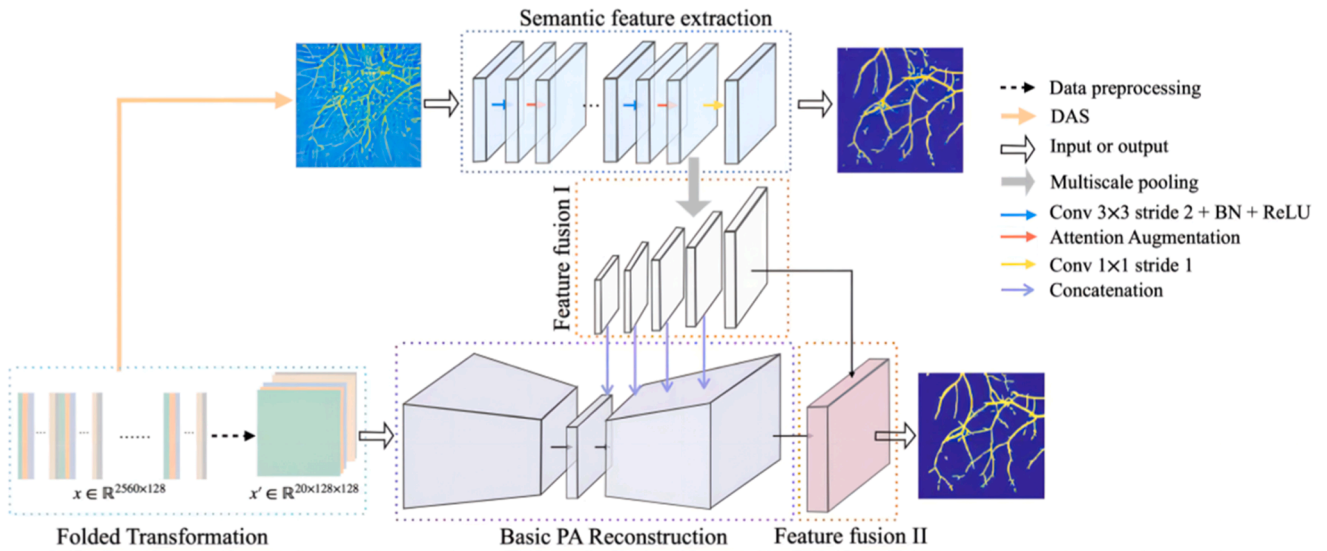 Semantic feature extraction
...
Data preprocessing
DAS
Input or output
Multiscale pooling
Conv 3×3 stride 2 + BN + ReLU
Attention Augmentation
Conv 1×1 stride 1
Concatenation
Feature fusion I
... ... ...... ...
x ∈ ℝ^{2560×128}
x′ ∈ ℝ^{20×128×128}
Folded Transformation
Basic PA Reconstruction
Feature fusion II